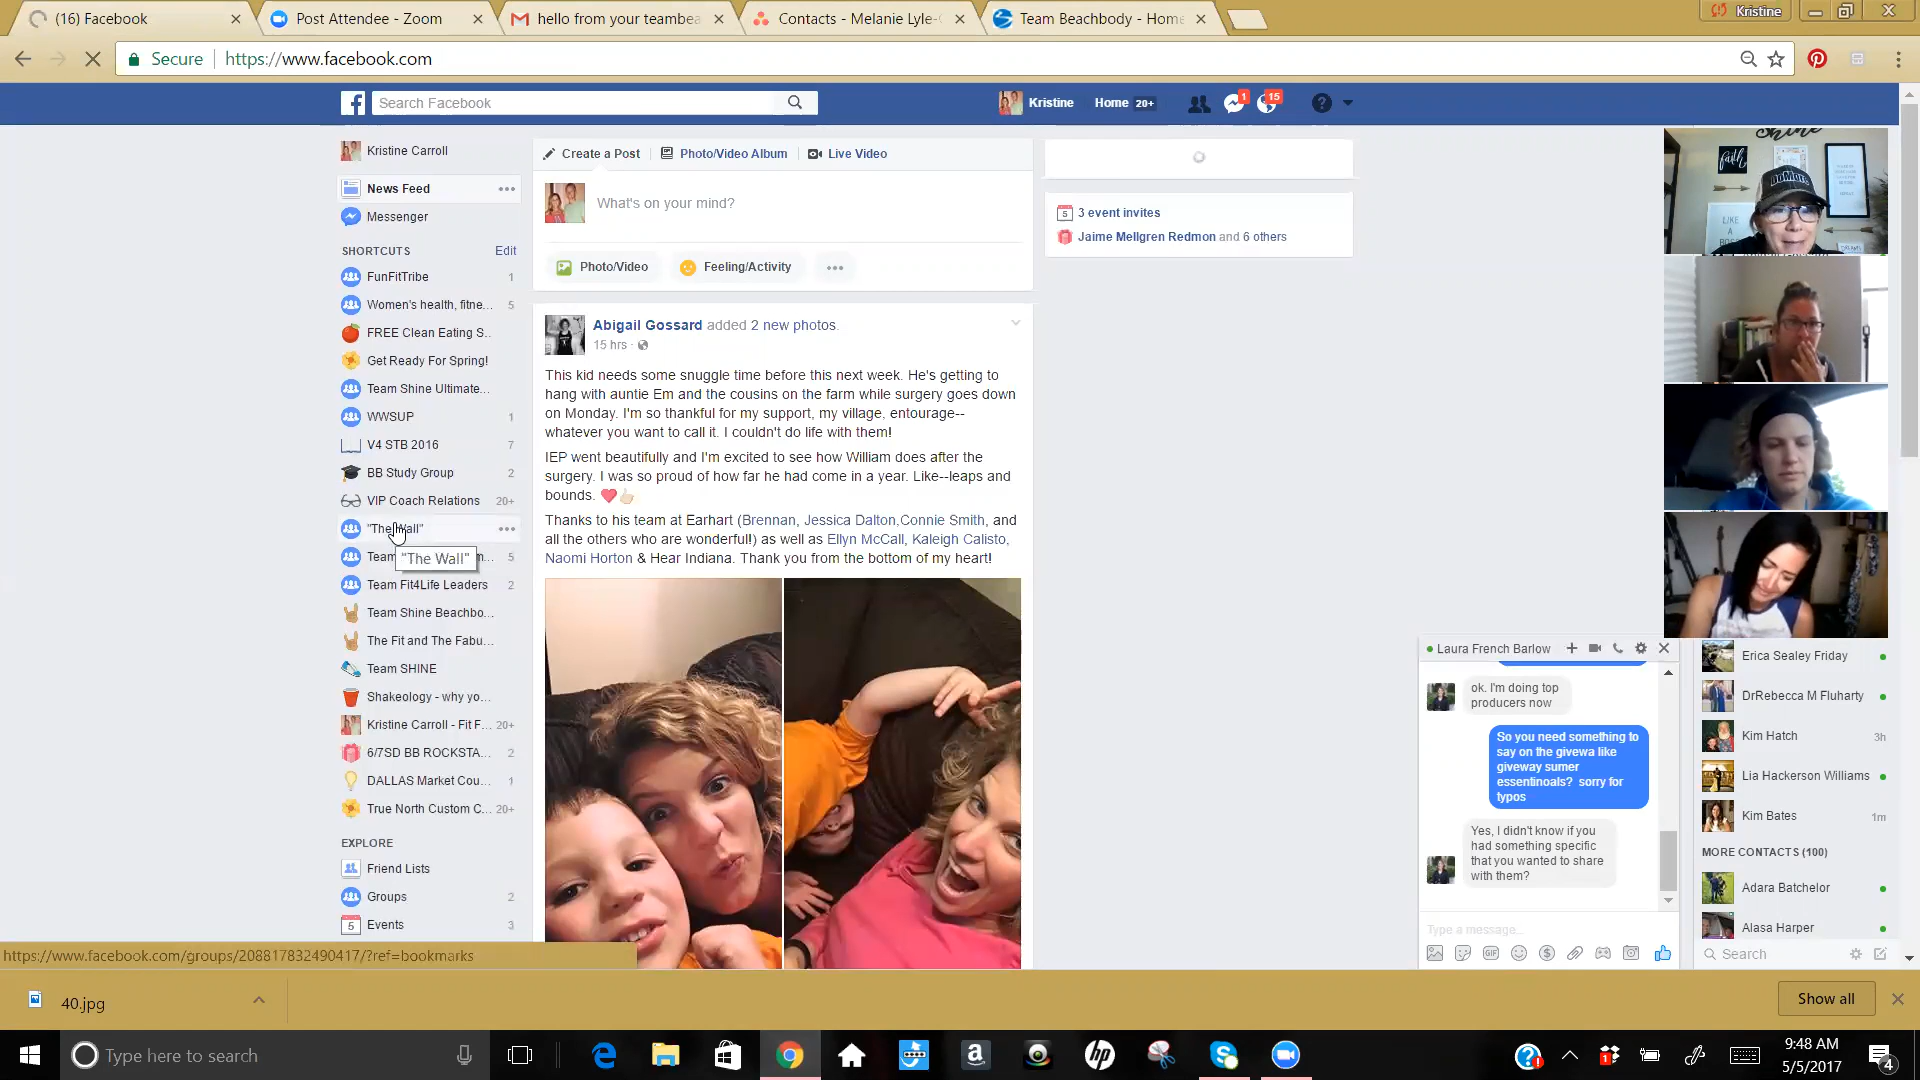 (16) Facebook
Post Attendee - Zoom
hello from your teambea
Contacts - Melanie Lyle-
Team Beachbody - Home
Kristine
Secure
https://www.facebook.com
Search Facebook
Kristine
Home 20+
1
15
Kristine Carroll
News Feed
Messenger
SHORTCUTS
Edit
FunFitTribe 1
Women's health, fitne... 5
FREE Clean Eating S...
Get Ready For Spring!
Team Shine Ultimate...
WWSUP 1
V4 STB 2016 7
BB Study Group 2
VIP Coach Relations 20+
"The Wall"
"The Wall"
Team Fit4Life Leaders 2
Team Shine Beachbo...
The Fit and The Fabu...
Team SHINE
Shakeology - why yo...
Kristine Carroll - Fit F... 20+
6/7SD BB ROCKSTA... 2
DALLAS Market Cou... 1
True North Custom C... 20+
EXPLORE
Friend Lists
Groups 2
Events 3
Create a Post
Photo/Video Album
Live Video
What's on your mind?
Photo/Video
Feeling/Activity
Abigail Gossard added 2 new photos.
15 hrs
This kid needs some snuggle time before this next week. He's getting to
hang with auntie Em and the cousins on the farm while surgery goes down
on Monday. I'm so thankful for my support, my village, entourage--
whatever you want to call it. I couldn't do life with them!
IEP went beautifully and I'm excited to see how William does after the
surgery. I was so proud of how far he had come in a year. Like--leaps and
bounds.
Thanks to his team at Earhart (Brennan, Jessica Dalton,Connie Smith, and
all the others who are wonderful!) as well as Ellyn McCall, Kaleigh Calisto,
Naomi Horton & Hear Indiana. Thank you from the bottom of my heart!
3 event invites
Jaime Mellgren Redmon and 6 others
Shine
faith
LIKE
A
DREAMS
Laura French Barlow
ok. I'm doing top
producers now
So you need something to
say on the givewa like
giveway sumer
essentinoals? sorry for
typos
Yes, I didn't know if you
had something specific
that you wanted to share
with them?
Type a message...
Erica Sealey Friday
DrRebecca M Fluharty
Kim Hatch 3h
Lia Hackerson Williams
Kim Bates 1m
MORE CONTACTS (100)
Adara Batchelor
Alasa Harper
Search
https://www.facebook.com/groups/208817832490417/?ref=bookmarks
40.jpg
Show all
Type here to search
9:48 AM
5/5/2017
4